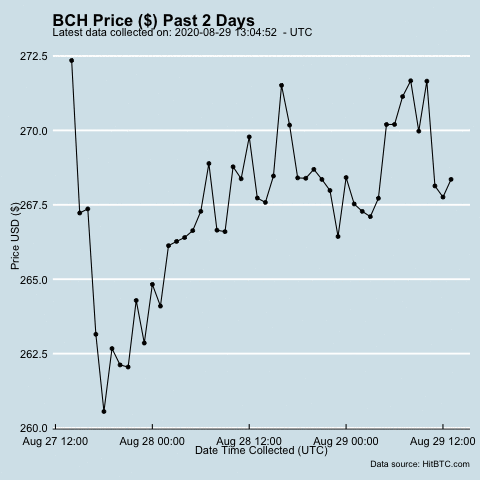 BCH Price ($) Past 2 Days
Latest data collected on: 2020-08-29 13:04:52 - UTC
272.5
270.0
267.5
265.0
262.5
260.0
Price USD ($)
Aug 27 12:00 Aug 28 00:00 Aug 28 12:00 Aug 29 00:00 Aug 29 12:00
Date Time Collected (UTC)
Data source: HitBTC.com